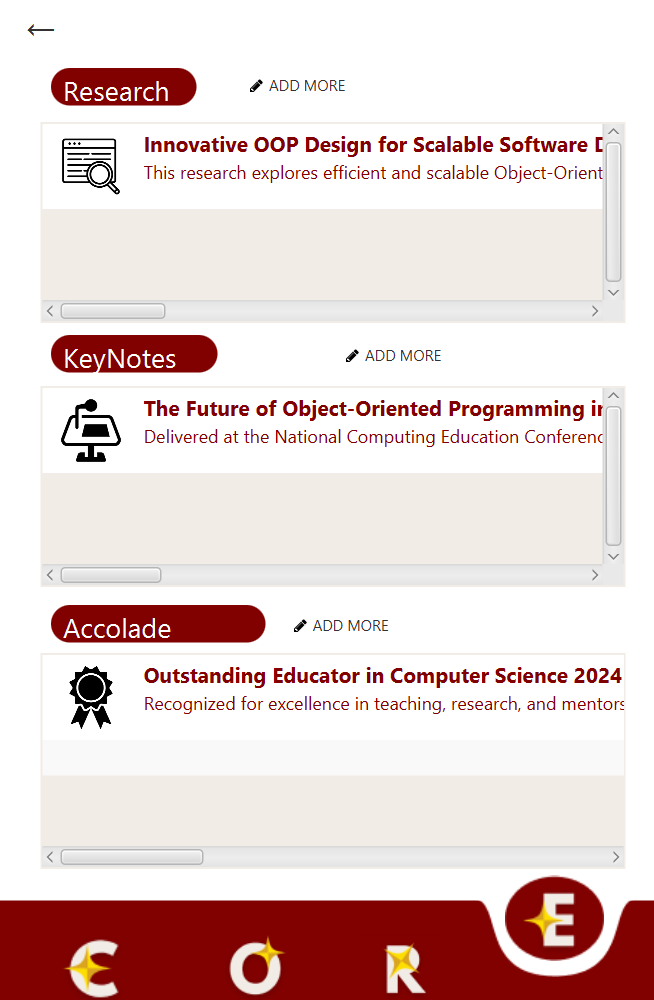 Research
ADD MORE
Innovative OOP Design for Scalable Software D
This research explores efficient and scalable Object-Orient
KeyNotes
ADD MORE
The Future of Object-Oriented Programming in
Delivered at the National Computing Education Conferenc
Accolade
ADD MORE
Outstanding Educator in Computer Science 2024
Recognized for excellence in teaching, research, and mentors
C O R E